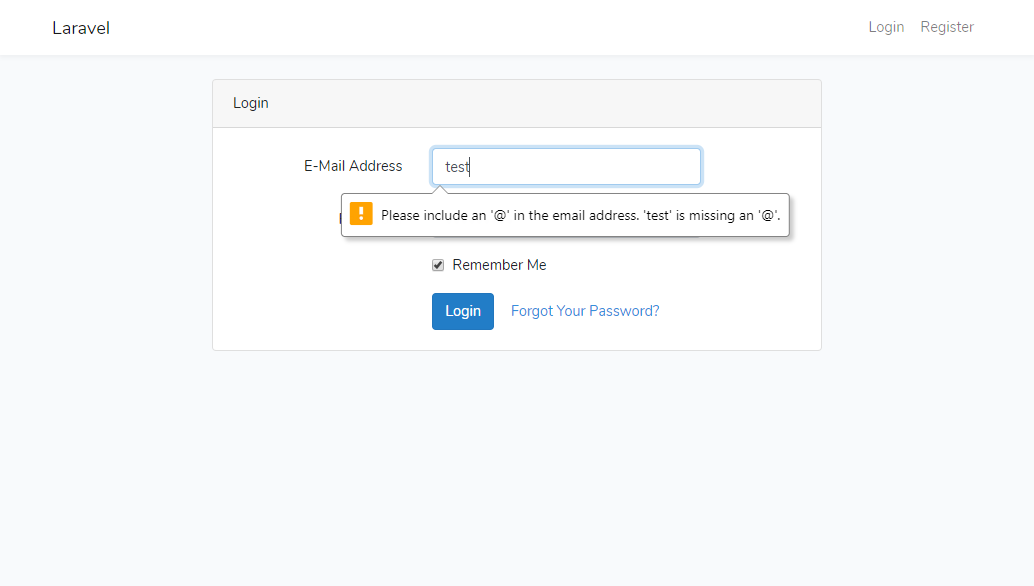 Laravel
Login Register
Login
E-Mail Address
test
Please include an '@' in the email address. 'test' is missing an '@'.
Remember Me
Login Forgot Your Password?